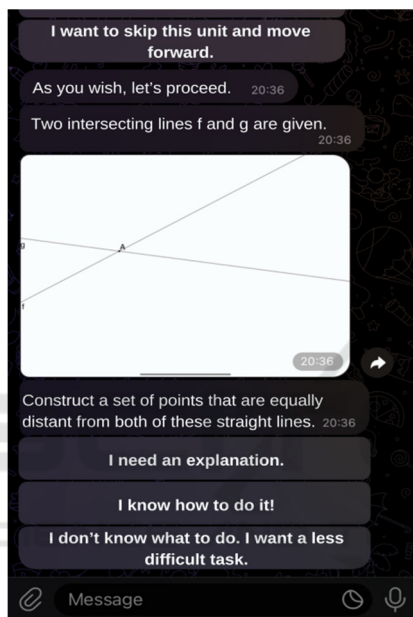 I want to skip this unit and move
forward.
As you wish, let's proceed. 20:36
Two intersecting lines f and g are given.
20:36
g
A
f
20:36
Construct a set of points that are equally
distant from both of these straight lines. 20:36
I need an explanation.
I know how to do it!
I don't know what to do. I want a less
difficult task.
Message